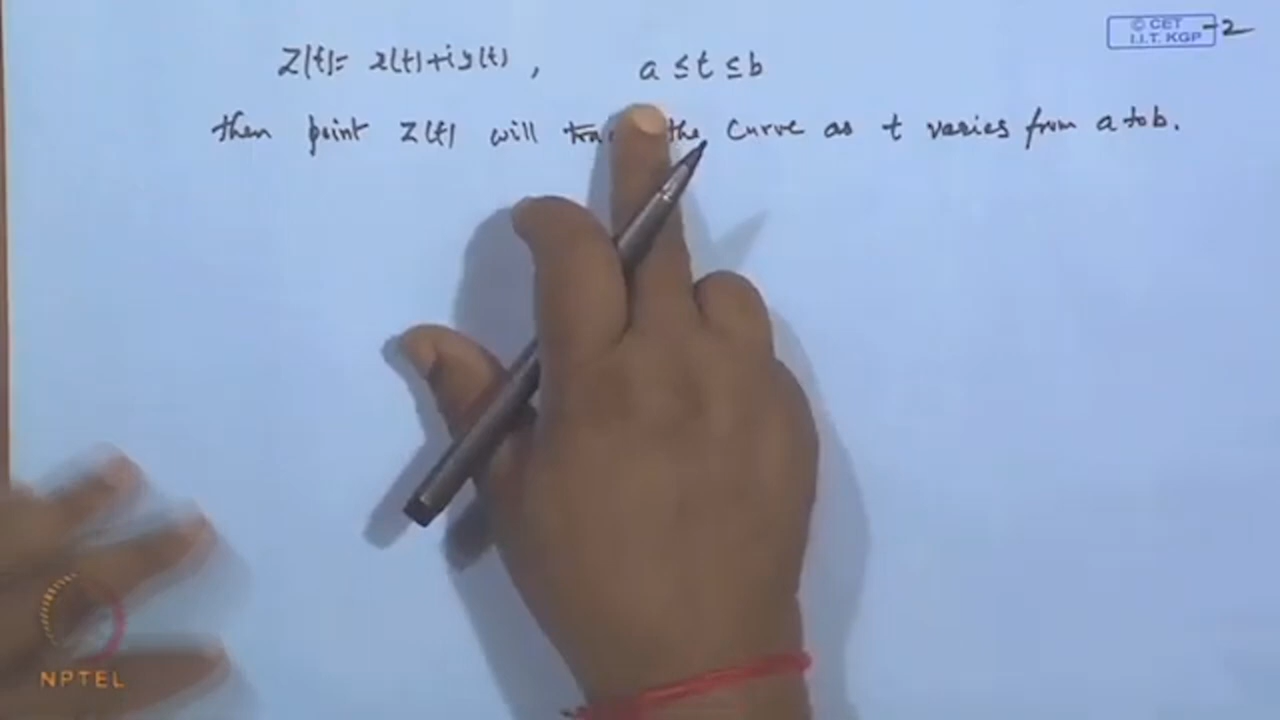 © CET
I.I.T. KGP
-2
Z(t)= x(t)+iy(t), a ≤ t ≤ b
then point Z(t) will the curve as t varies from a to b.
NPTEL